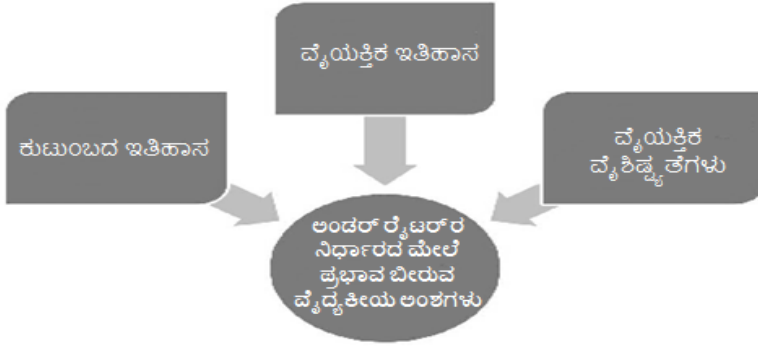 ವೈಯಕ್ತಿಕ ಇತಿಹಾಸ
ಕುಟುಂಬದ ಇತಿಹಾಸ
ವೈಯಕ್ತಿಕ
ವೈಶಿಷ್ಟ್ಯತೆಗಳು
ಅಂಡರ್ ರೈಟರ್‌ರ
ನಿರ್ಧಾರದ ಮೇಲೆ
ಪ್ರಭಾವ ಬೀರುವ
ವೈದ್ಯಕೀಯ ಅಂಶಗಳು